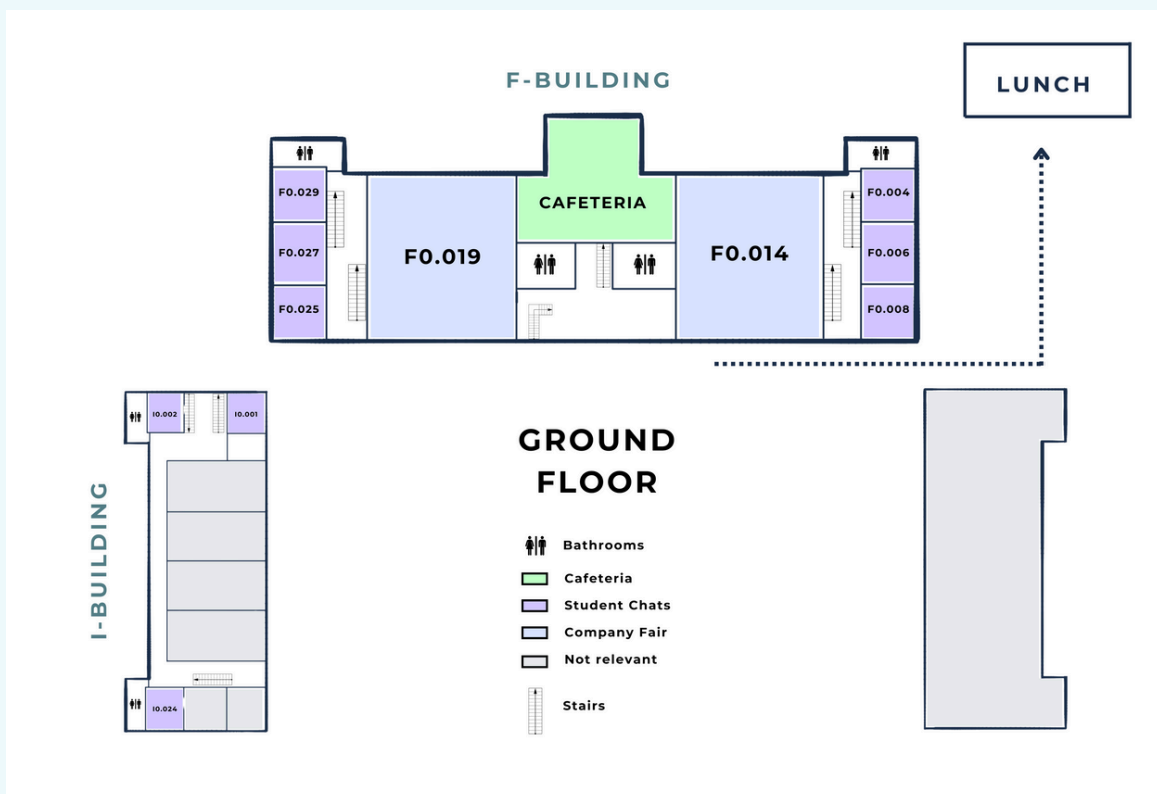 F-BUILDING
LUNCH
F0.029
F0.004
CAFETERIA
F0.027
F0.019
F0.014
F0.006
F0.025
F0.008
I0.002
I0.001
GROUND
FLOOR
I-BUILDING
Bathrooms
Cafeteria
Student Chats
Company Fair
Not relevant
Stairs
I0.024